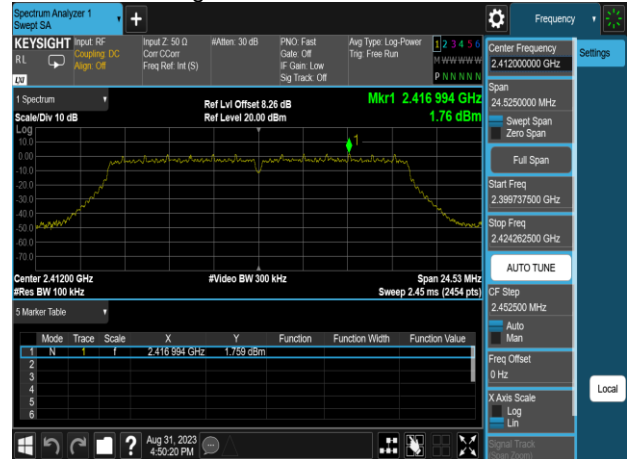 Spectrum Analyzer 1
Swept SA
Frequency
KEYSIGHT
RL
LXI
Input: RF
Coupling: DC
Align: Off
Input Z: 50 Ω
Corr CCorr
Freq Ref: Int (S)
#Atten: 30 dB
PNO: Fast
Gate: Off
IF Gain: Low
Sig Track: Off
Avg Type: Log-Power
Trig: Free Run
1 2 3 4 5 6
M W W W W W
P N N N N N
1 Spectrum
Scale/Div 10 dB
Ref Lvl Offset 8.26 dB
Ref Level 20.00 dBm
Mkr1 2.416 994 GHz
1.76 dBm
Log
10.0
0.00
-10.0
-20.0
-30.0
-40.0
-50.0
-60.0
-70.0
1
Center 2.41200 GHz
#Res BW 100 kHz
#Video BW 300 kHz
Span 24.53 MHz
Sweep 2.45 ms (2454 pts)
5 Marker Table
Mode Trace Scale X Y Function Function Width Function Value
1 N 1 f 2.416 994 GHz 1.759 dBm
2
3
4
5
6
?
Aug 31, 2023
4:50:20 PM
Center Frequency
2.412000000 GHz
Span
24.5250000 MHz
Swept Span
Zero Span
Full Span
Start Freq
2.399737500 GHz
Stop Freq
2.424262500 GHz
AUTO TUNE
CF Step
2.452500 MHz
Auto
Man
Freq Offset
0 Hz
X Axis Scale
Log
Lin
Signal Track
(Span Zoom)
Settings
Local